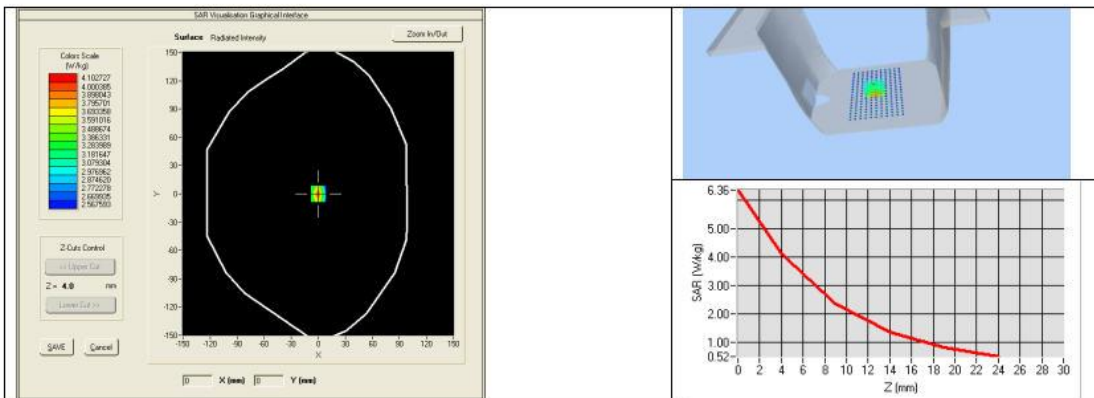 SAR Visualisation Graphical Interface
Surface Radiated Intensity
Zoom In/Out
Colors Scale
(W/kg)
4.102727
4.000385
3.898043
3.795701
3.693358
3.591016
3.488674
3.386331
3.283989
3.181647
3.079304
2.976962
2.874620
2.772278
2.669935
2.567593
Z-Cuts Control
<< Upper Cut
Z = 4.0 mm
Lower Cut >>
SAVE Cancel
150
120
90
60
30
0
-30
-60
-90
-120
-150
Y
-150 -120 -90 -60 -30 0 30 60 90 120 150
X
0 X (mm) 0 Y (mm)
6.36
5.00
4.00
3.00
2.00
1.00
0.52
SAR (W/kg)
0 2 4 6 8 10 12 14 16 18 20 22 24 26 28 30
Z (mm)